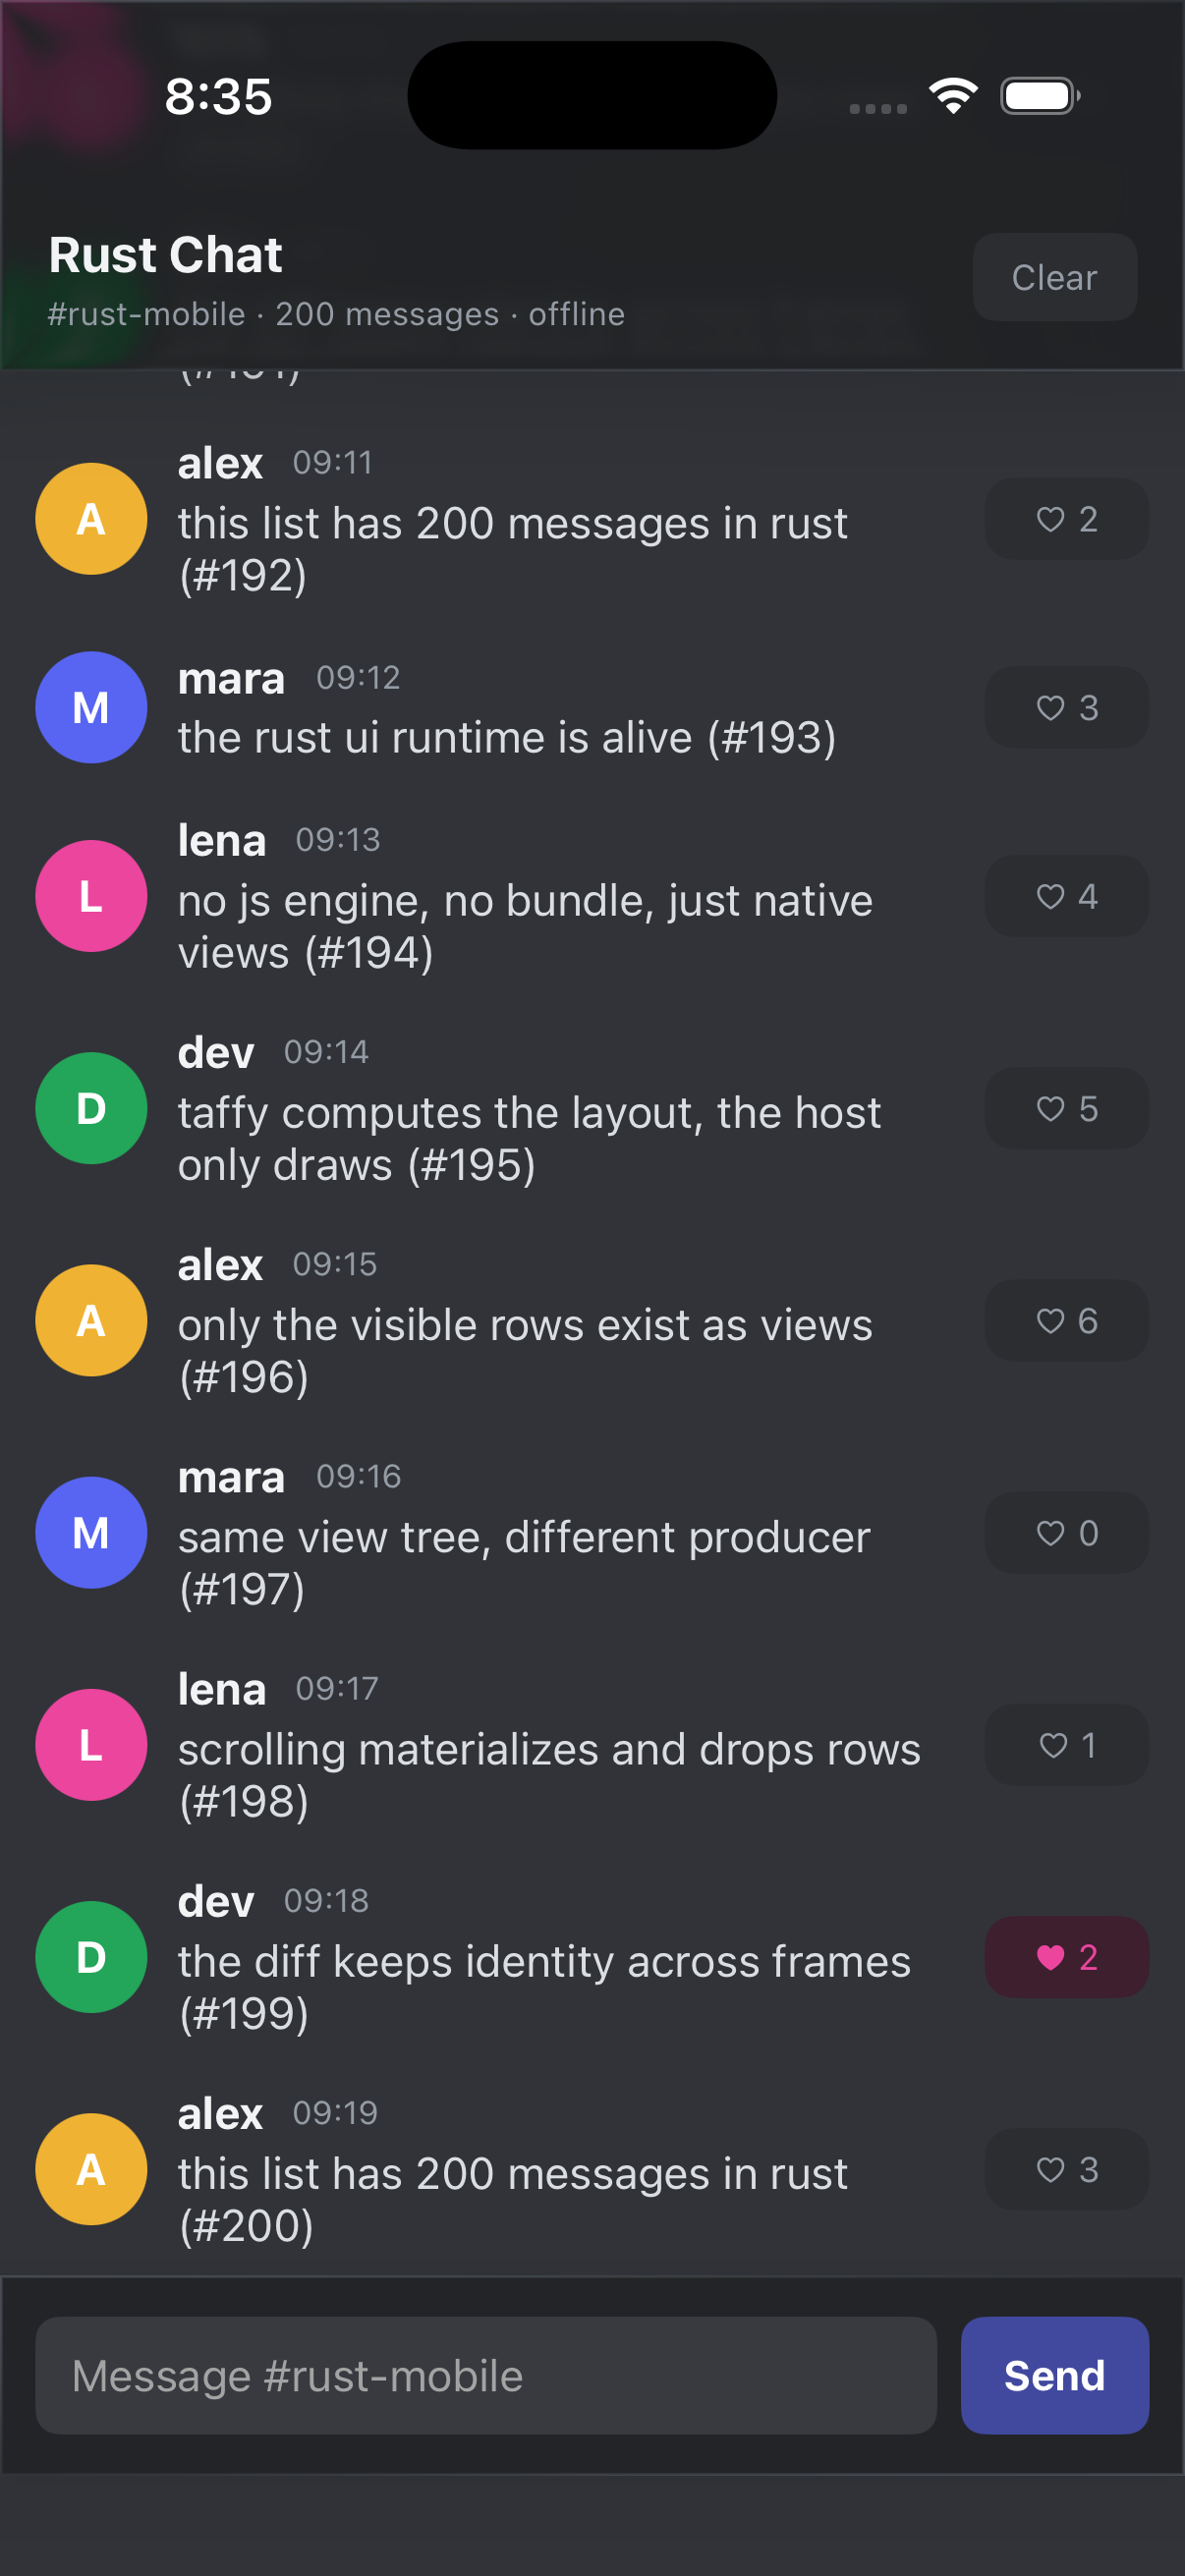 8:35
Rust Chat
Clear
#rust-mobile · 200 messages · offline
alex 09:11
this list has 200 messages in rust
(#192)
♡ 2
A
mara 09:12
the rust ui runtime is alive (#193)
♡ 3
M
lena 09:13
no js engine, no bundle, just native
views (#194)
♡ 4
L
dev 09:14
taffy computes the layout, the host
only draws (#195)
♡ 5
D
alex 09:15
only the visible rows exist as views
(#196)
♡ 6
A
mara 09:16
same view tree, different producer
(#197)
♡ 0
M
lena 09:17
scrolling materializes and drops rows
(#198)
♡ 1
L
dev 09:18
the diff keeps identity across frames
(#199)
♥ 2
D
alex 09:19
this list has 200 messages in rust
(#200)
♡ 3
A
Message #rust-mobile
Send